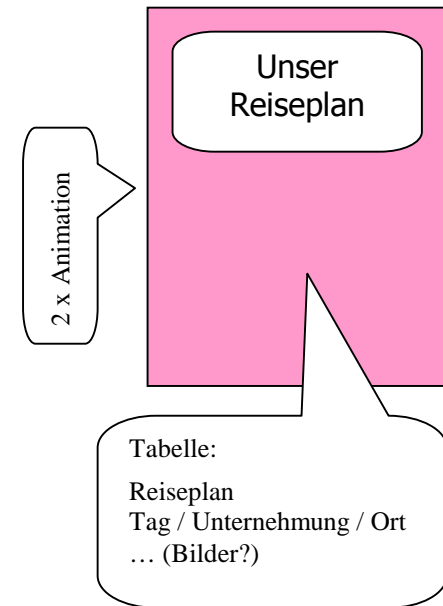 Unser
Reiseplan
2 x Animation
Tabelle:
Reiseplan
Tag / Unternehmung / Ort
… (Bilder?)